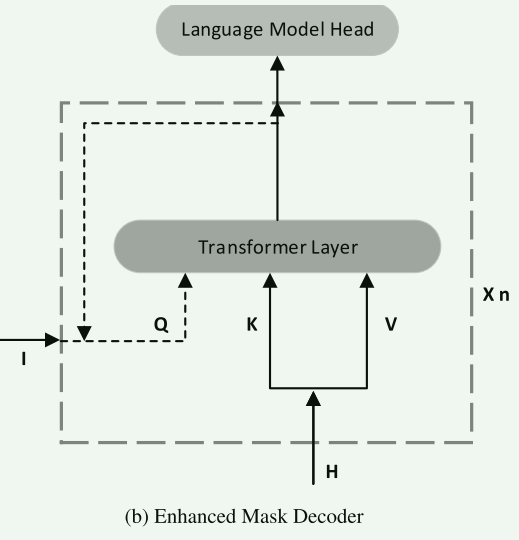 Language Model Head
Transformer Layer
X n
Q
K
V
I
H
(b) Enhanced Mask Decoder